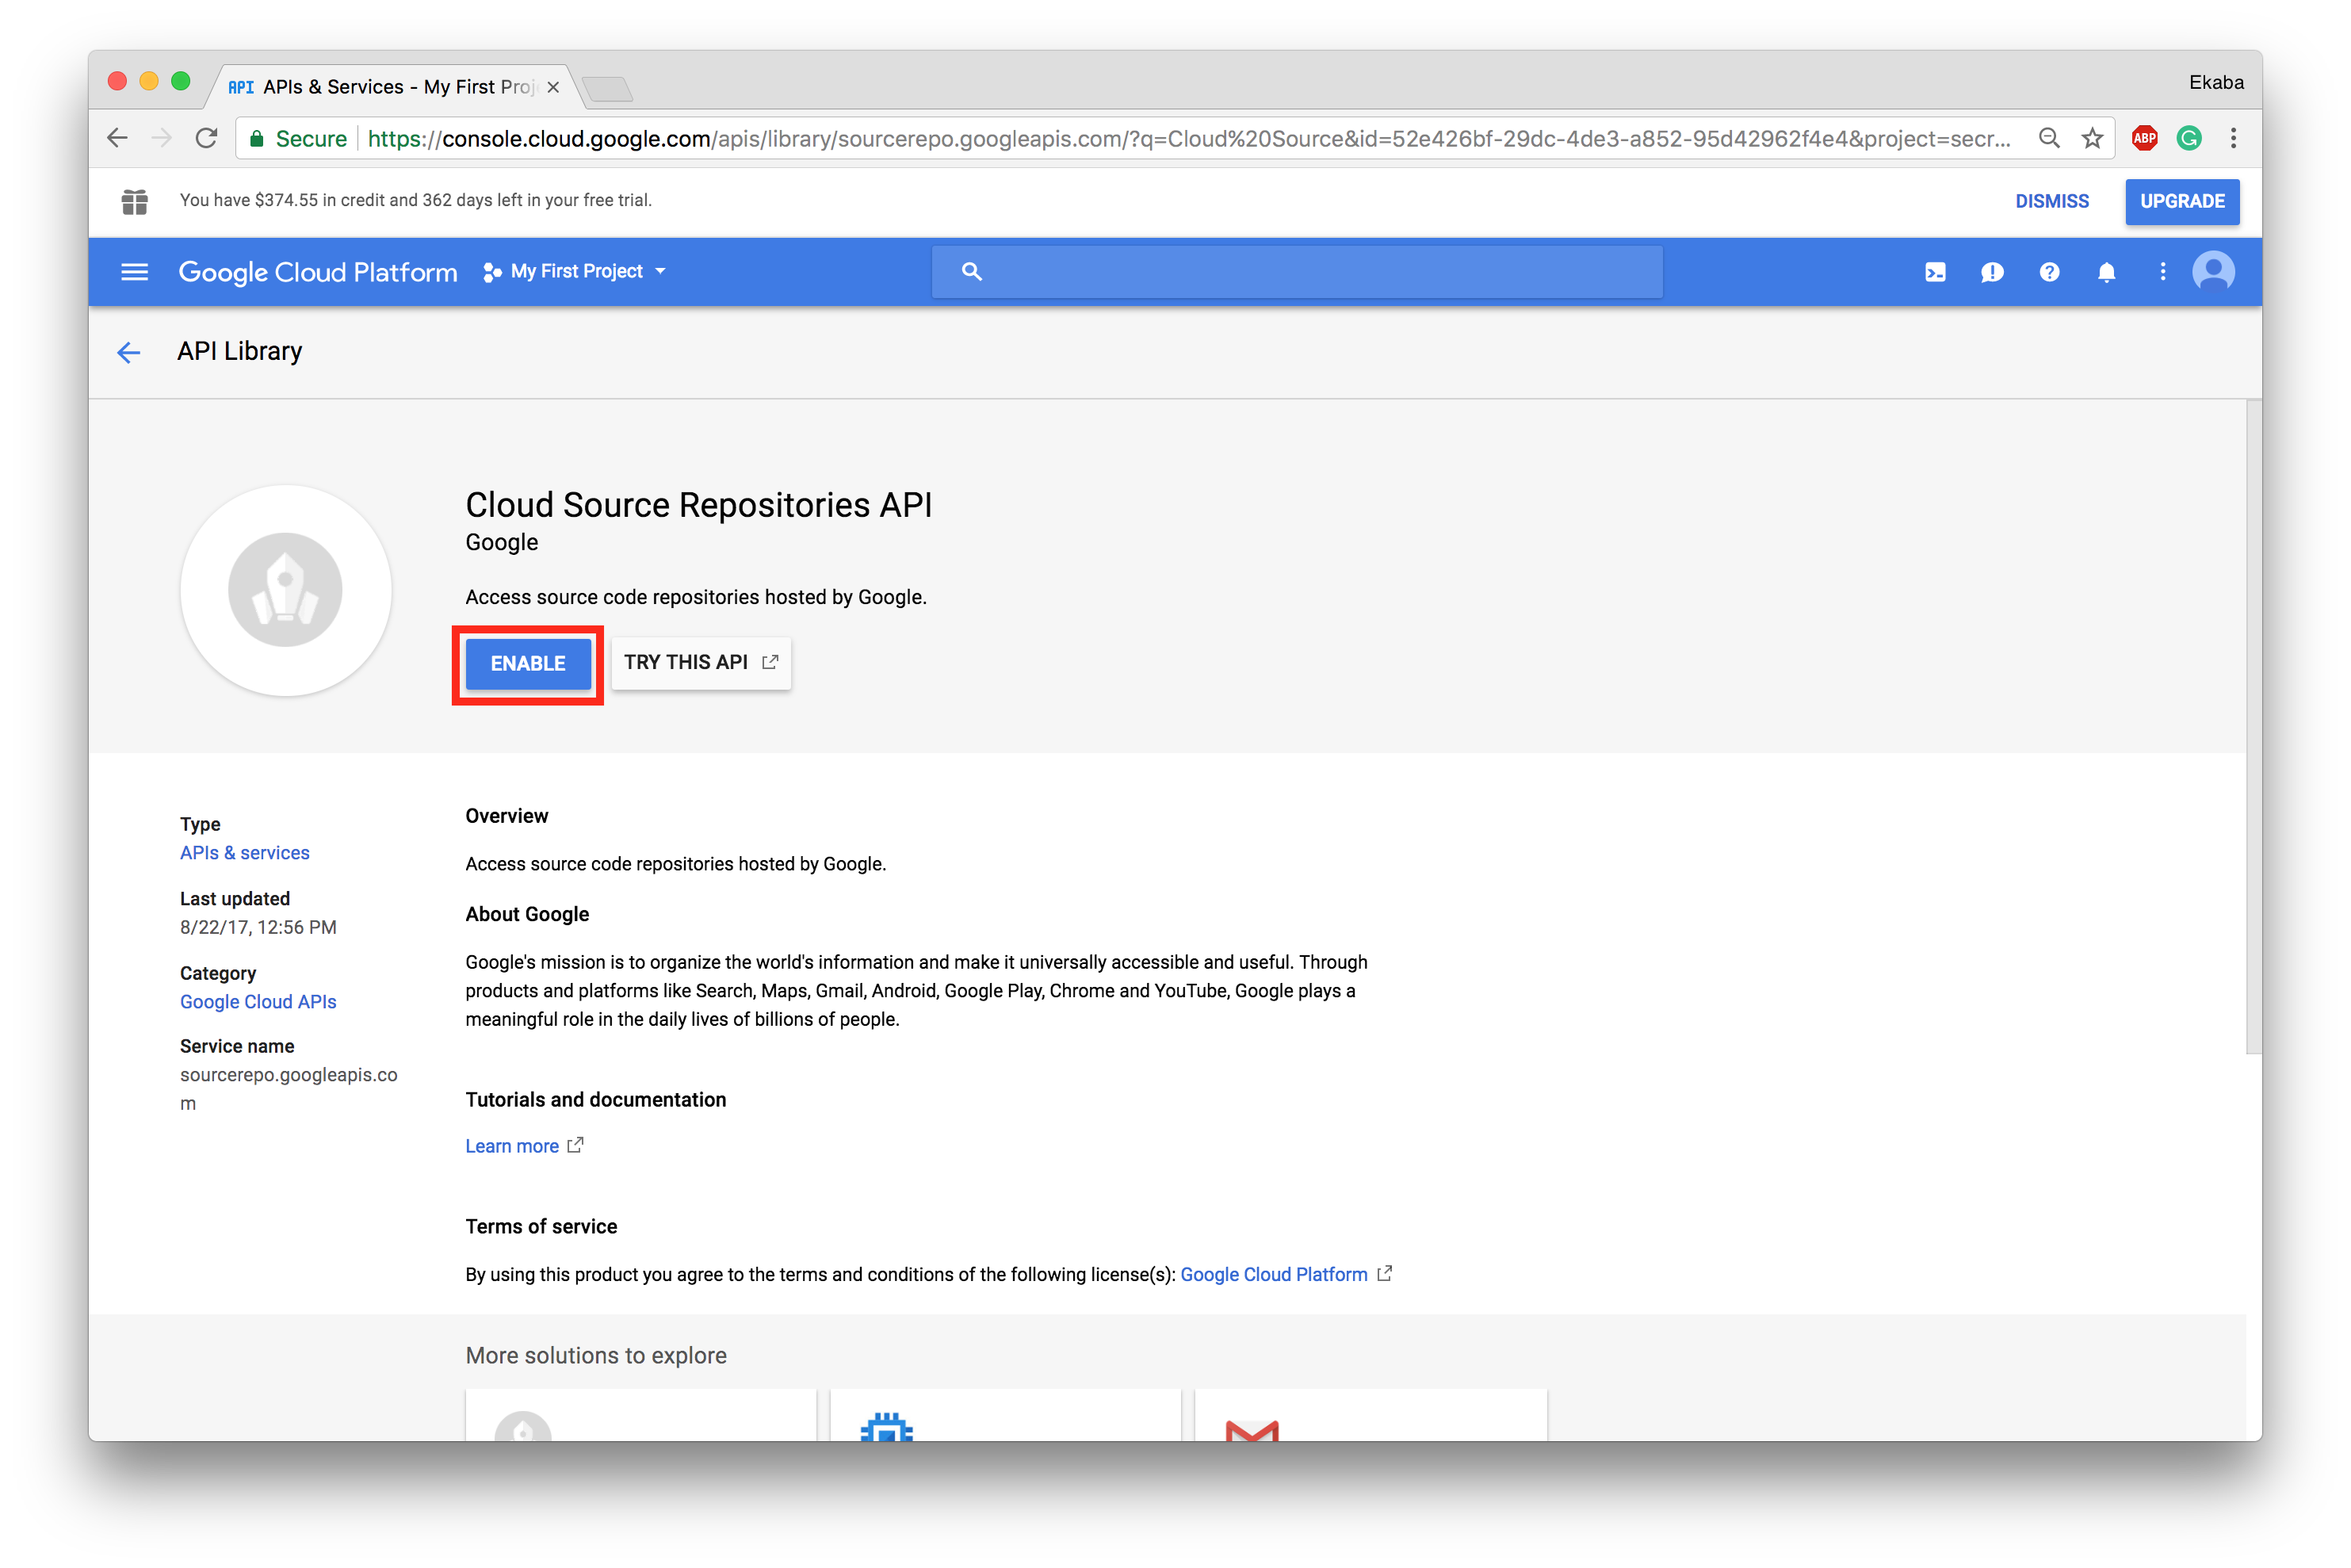 API APIs & Services - My First Proj
Ekaba
Secure https://console.cloud.google.com/apis/library/sourcerepo.googleapis.com/?q=Cloud%20Source&id=52e426bf-29dc-4de3-a852-95d42962f4e4&project=secr...
ABP
G
You have $374.55 in credit and 362 days left in your free trial.
DISMISS
UPGRADE
Google Cloud Platform
My First Project
API Library
Cloud Source Repositories API
Google
Access source code repositories hosted by Google.
ENABLE
TRY THIS API
Type
APIs & services
Last updated
8/22/17, 12:56 PM
Category
Google Cloud APIs
Service name
sourcerepo.googleapis.co
m
Overview
Access source code repositories hosted by Google.
About Google
Google's mission is to organize the world's information and make it universally accessible and useful. Through
products and platforms like Search, Maps, Gmail, Android, Google Play, Chrome and YouTube, Google plays a
meaningful role in the daily lives of billions of people.
Tutorials and documentation
Learn more
Terms of service
By using this product you agree to the terms and conditions of the following license(s): Google Cloud Platform
More solutions to explore